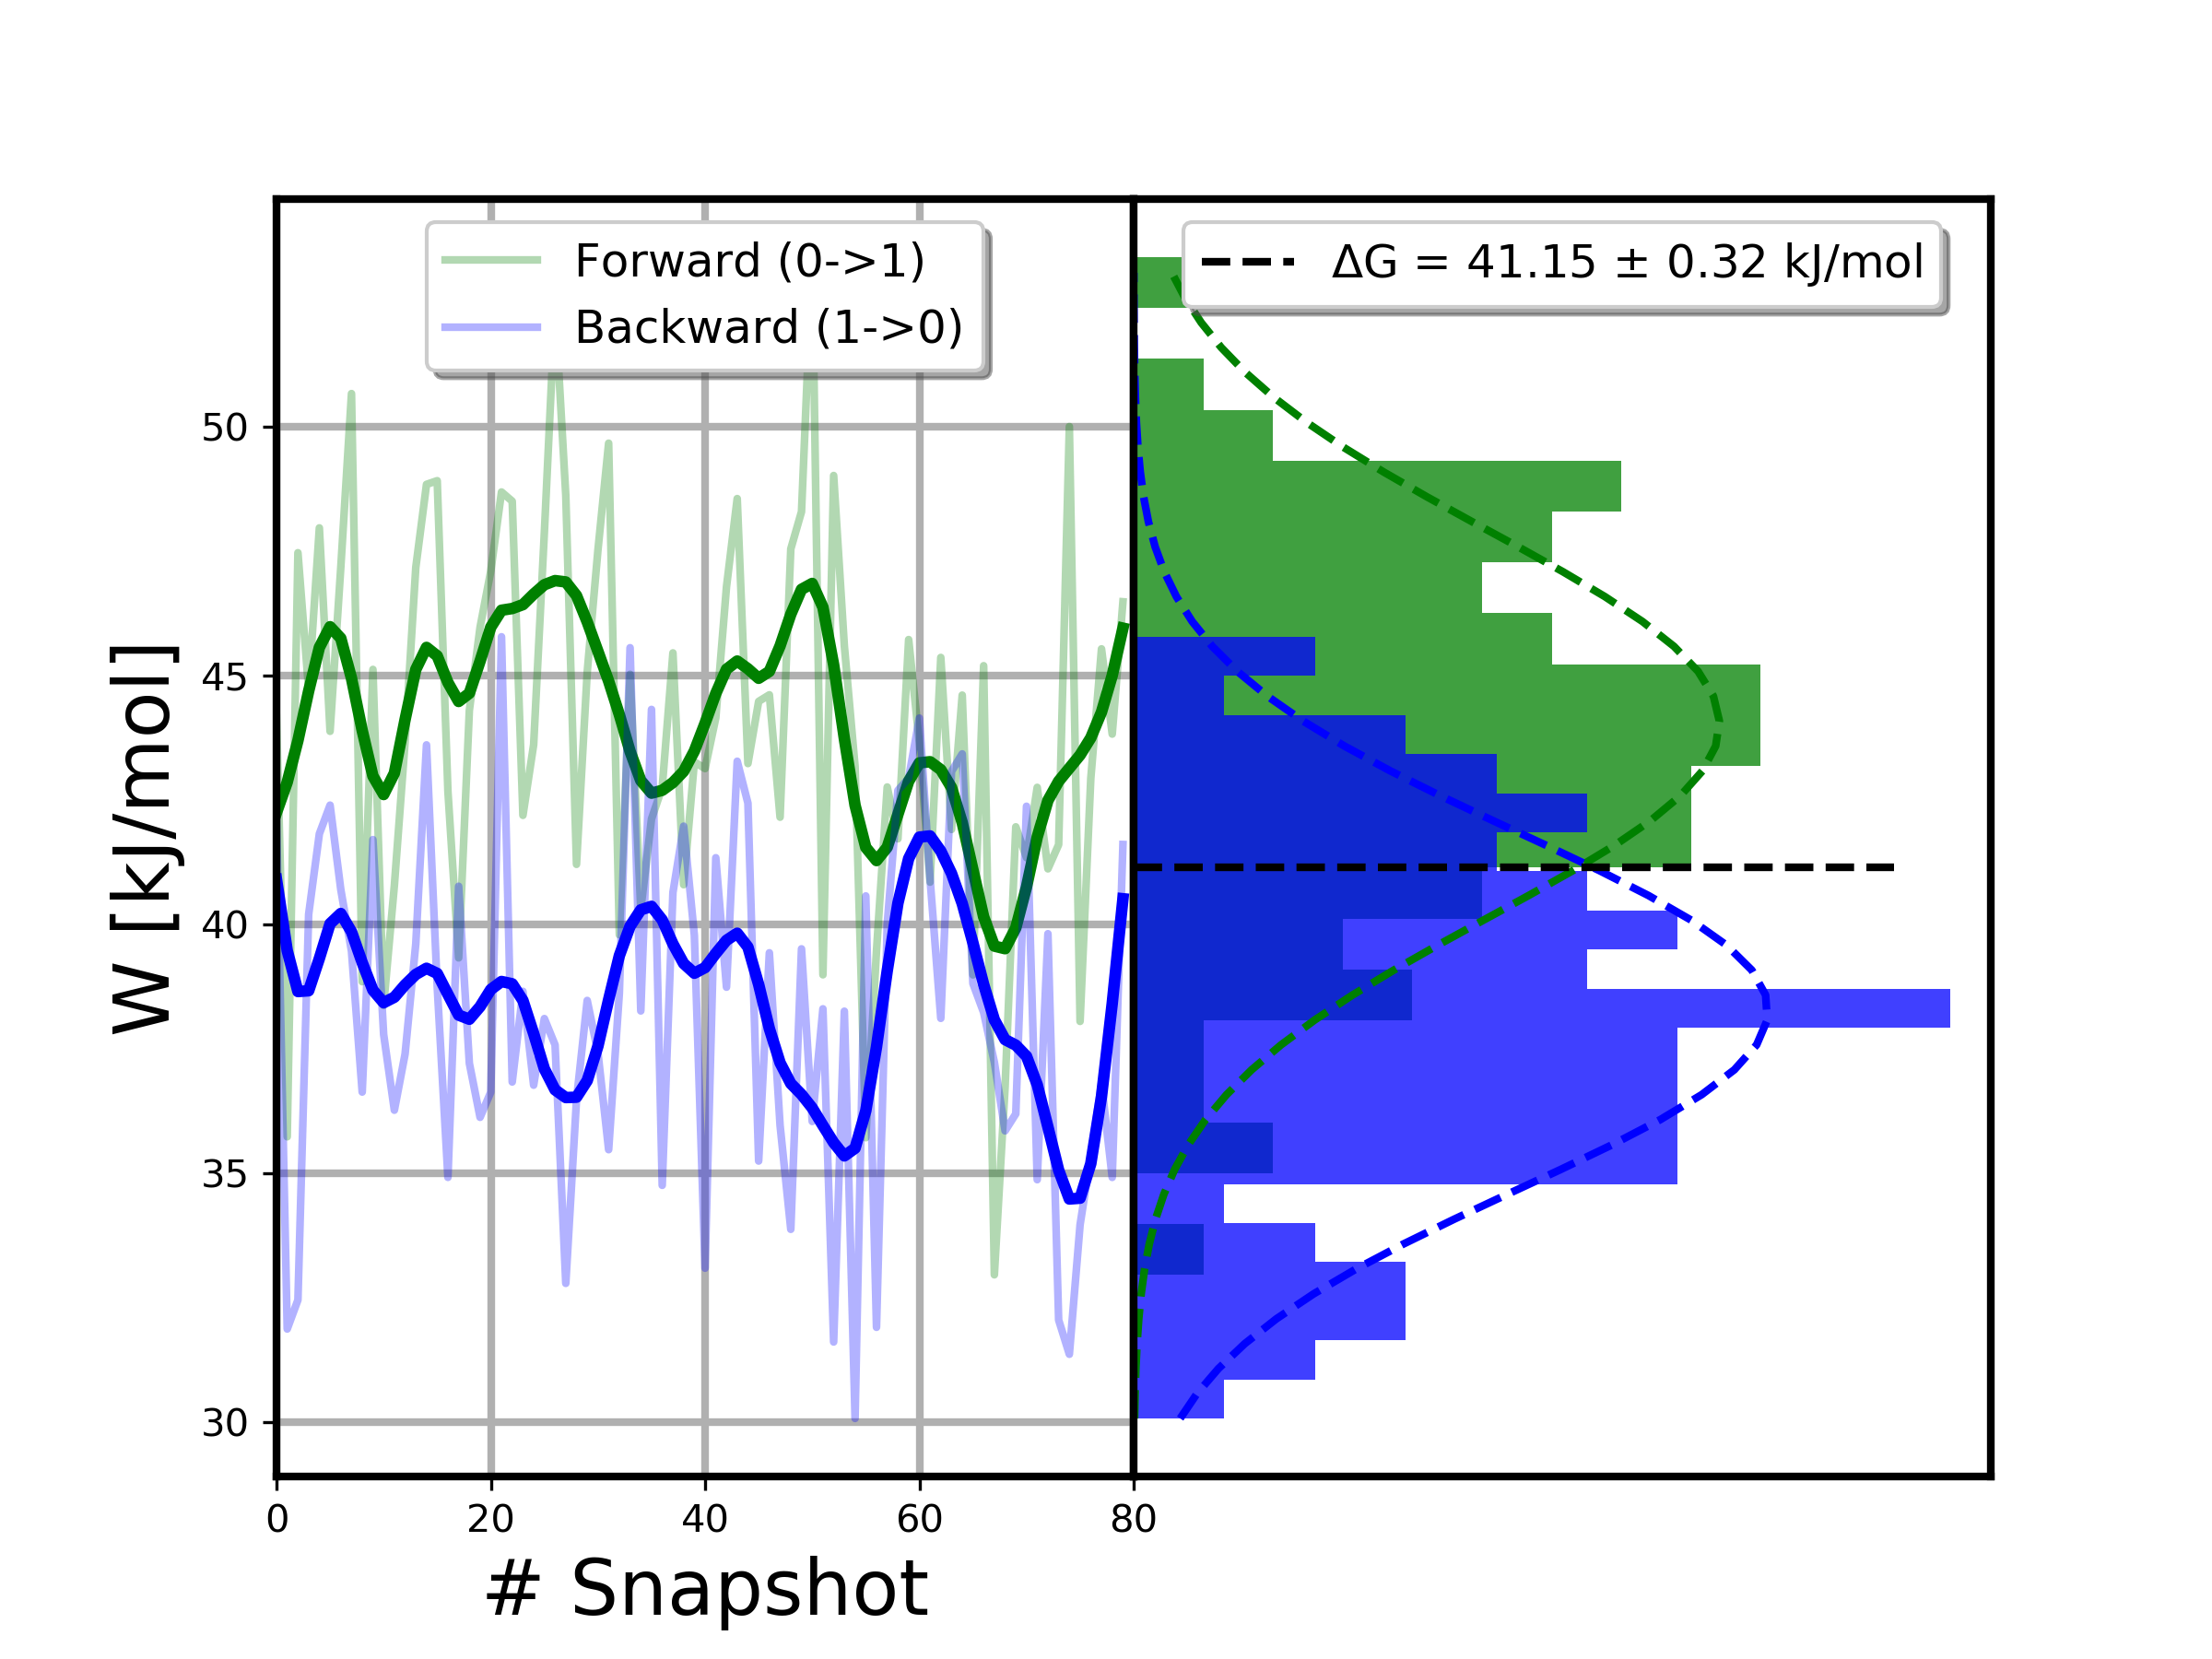 Forward (0->1)
Backward (1->0)
ΔG = 41.15 ± 0.32 kJ/mol
W [kJ/mol]
50
45
40
35
30
0 20 40 60 80
# Snapshot